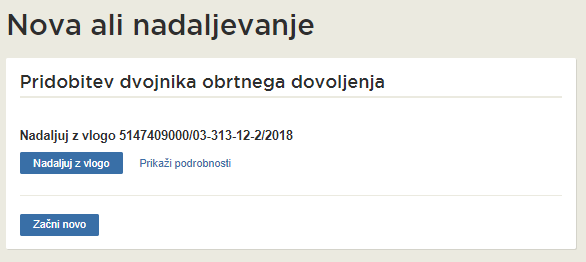 Nova ali nadaljevanje
Pridobitev dvojnika obrtnega dovoljenja
Nadaljuj z vlogo 5147409000/03-313-12-2/2018
Nadaljuj z vlogo Prikaži podrobnosti
Začni novo